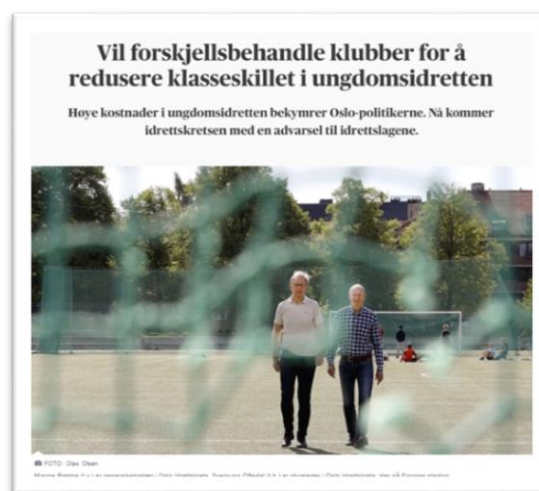 Vil forskjellsbehandle klubber for å
redusere klasseskillet i ungdomsidretten
Høye kostnader i ungdomsidretten bekymrer Oslo-politikerne. Nå kommer
idrettskretsen med en advarsel til idrettslagene.
FOTO: Olav Olsen